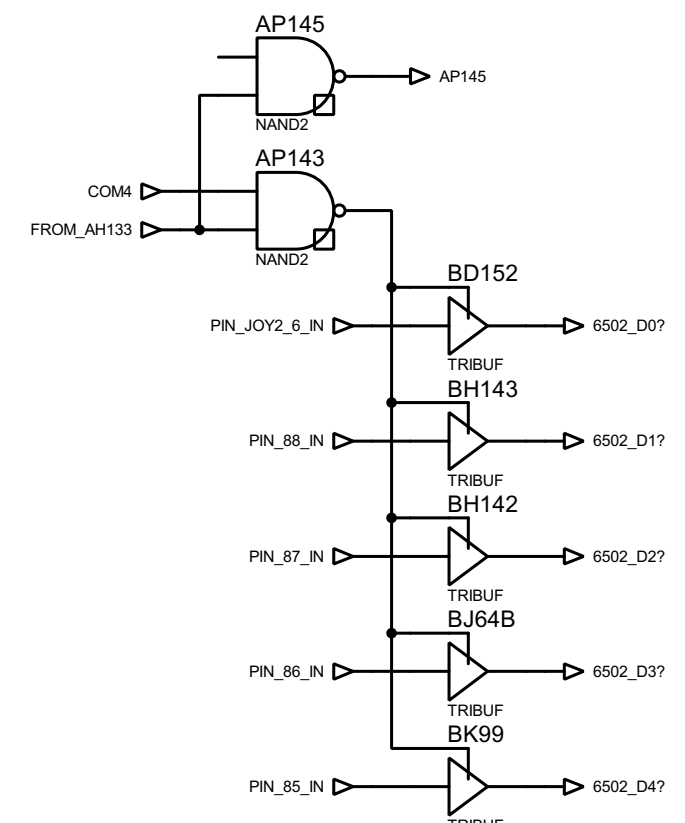 AP145
AP145
NAND2
AP143
COM4
FROM_AH133
NAND2
BD152
PIN_JOY2_6_IN
6502_D0?
TRIBUF
BH143
PIN_88_IN
6502_D1?
TRIBUF
BH142
PIN_87_IN
6502_D2?
TRIBUF
BJ64B
PIN_86_IN
6502_D3?
TRIBUF
BK99
PIN_85_IN
6502_D4?
TRIBUF